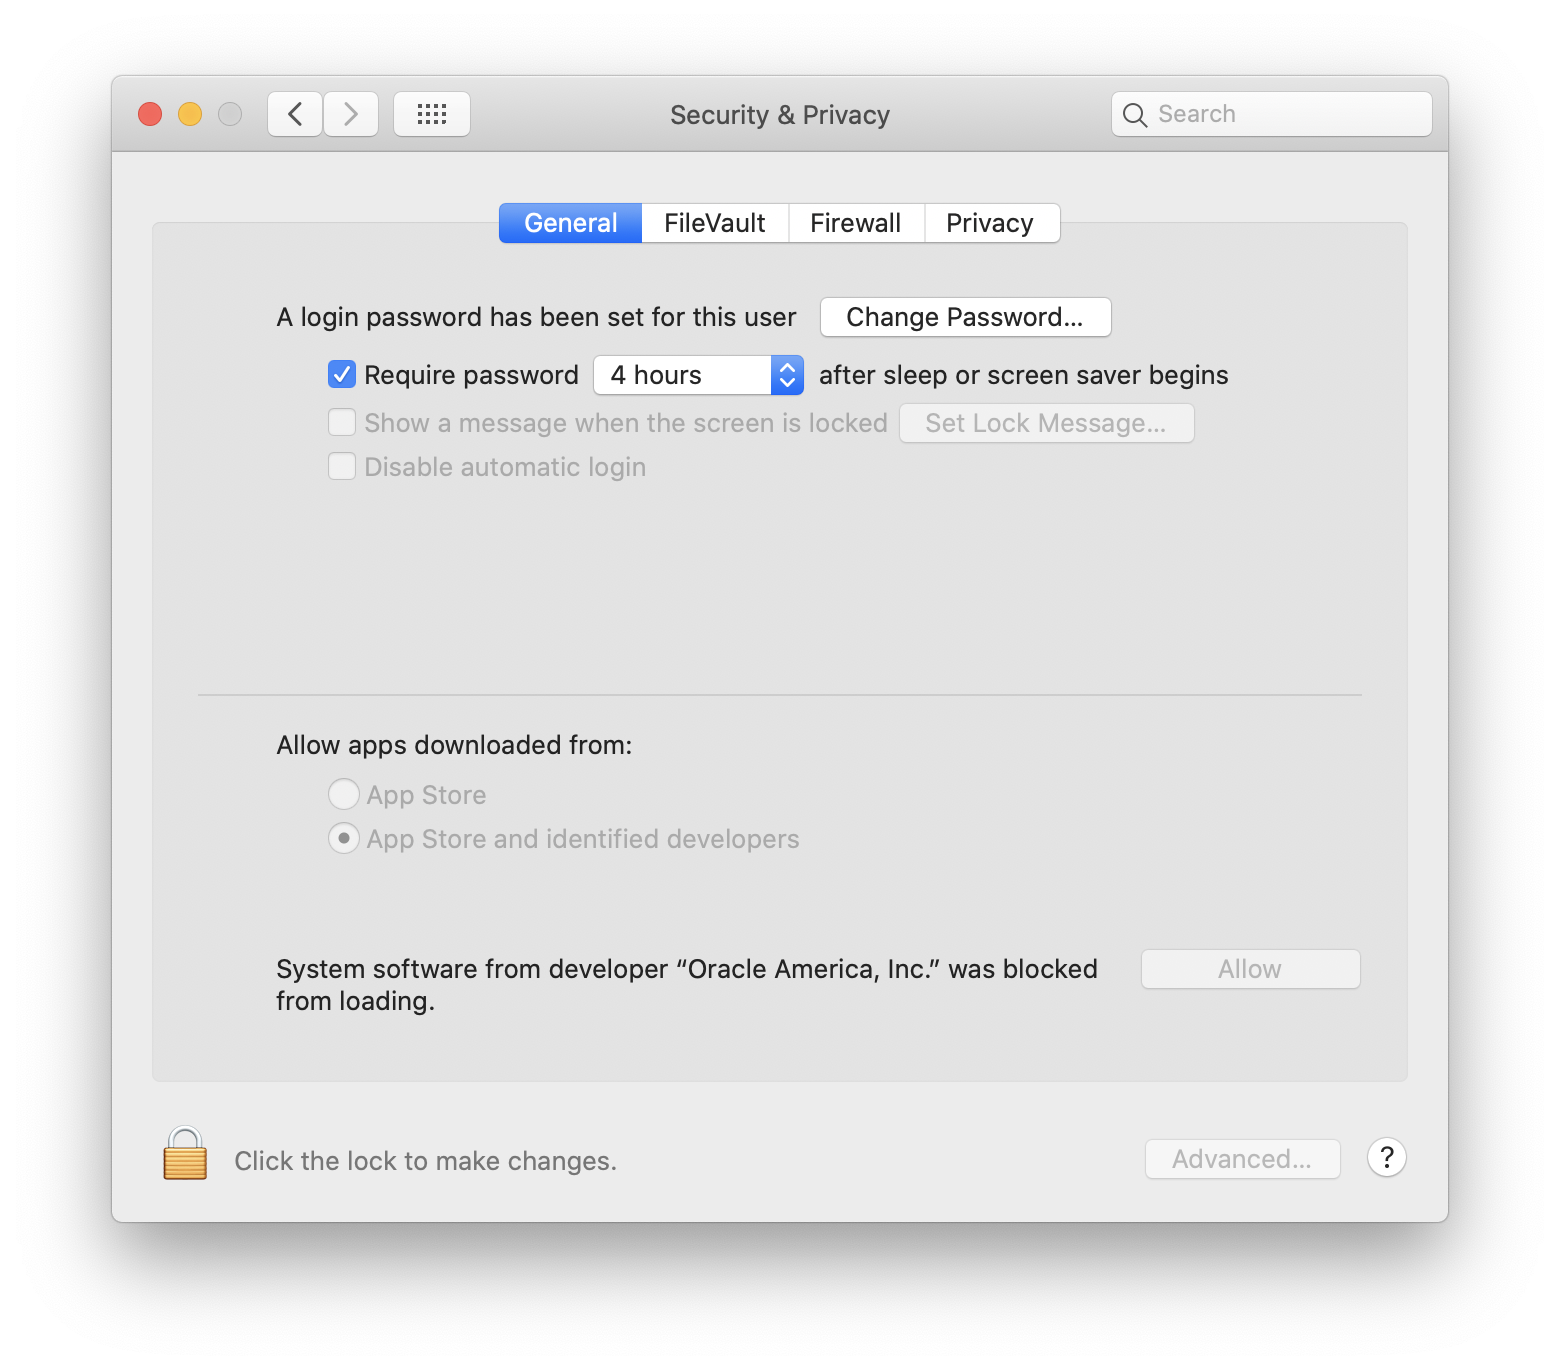 Security & Privacy
Search
General FileVault Firewall Privacy
A login password has been set for this user Change Password...
Require password 4 hours after sleep or screen saver begins
Show a message when the screen is locked Set Lock Message...
Disable automatic login
Allow apps downloaded from:
App Store
App Store and identified developers
System software from developer “Oracle America, Inc.” was blocked Allow
from loading.
Click the lock to make changes. Advanced... ?